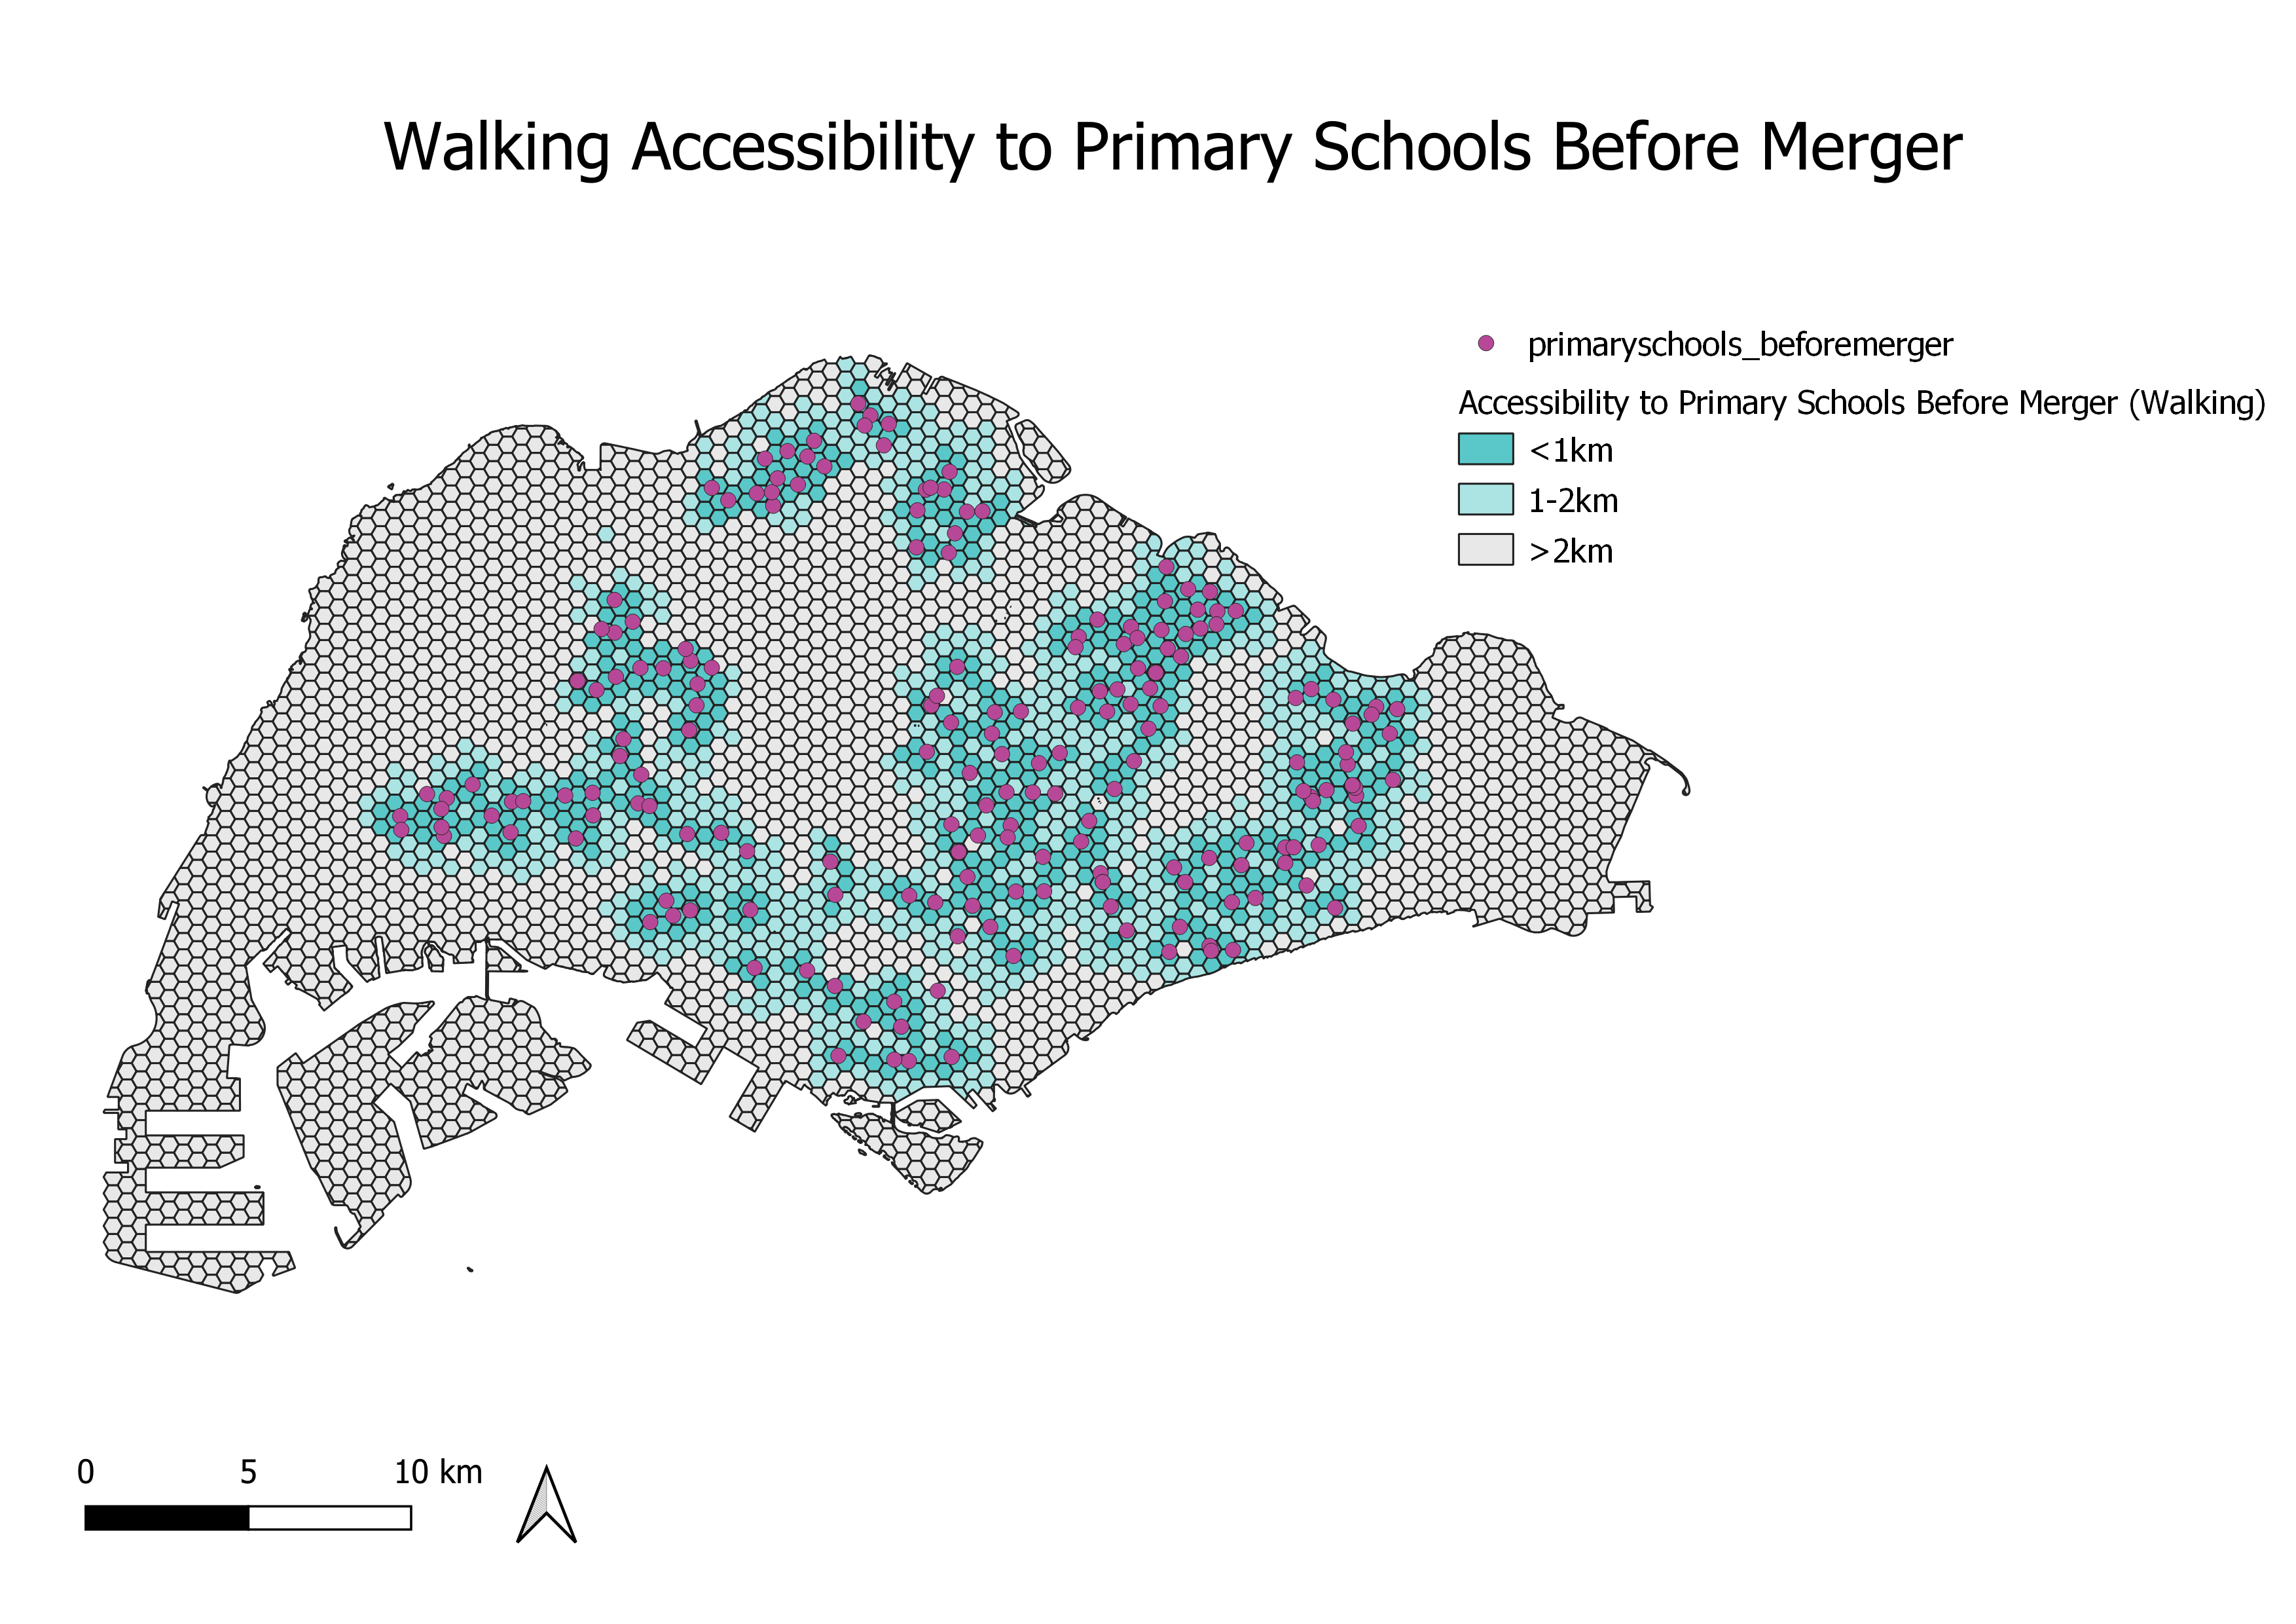 Walking Accessibility to Primary Schools Before Merger
primaryschools_beforemerger
Accessibility to Primary Schools Before Merger (Walking)
<1km
1-2km
>2km
0 5 10 km